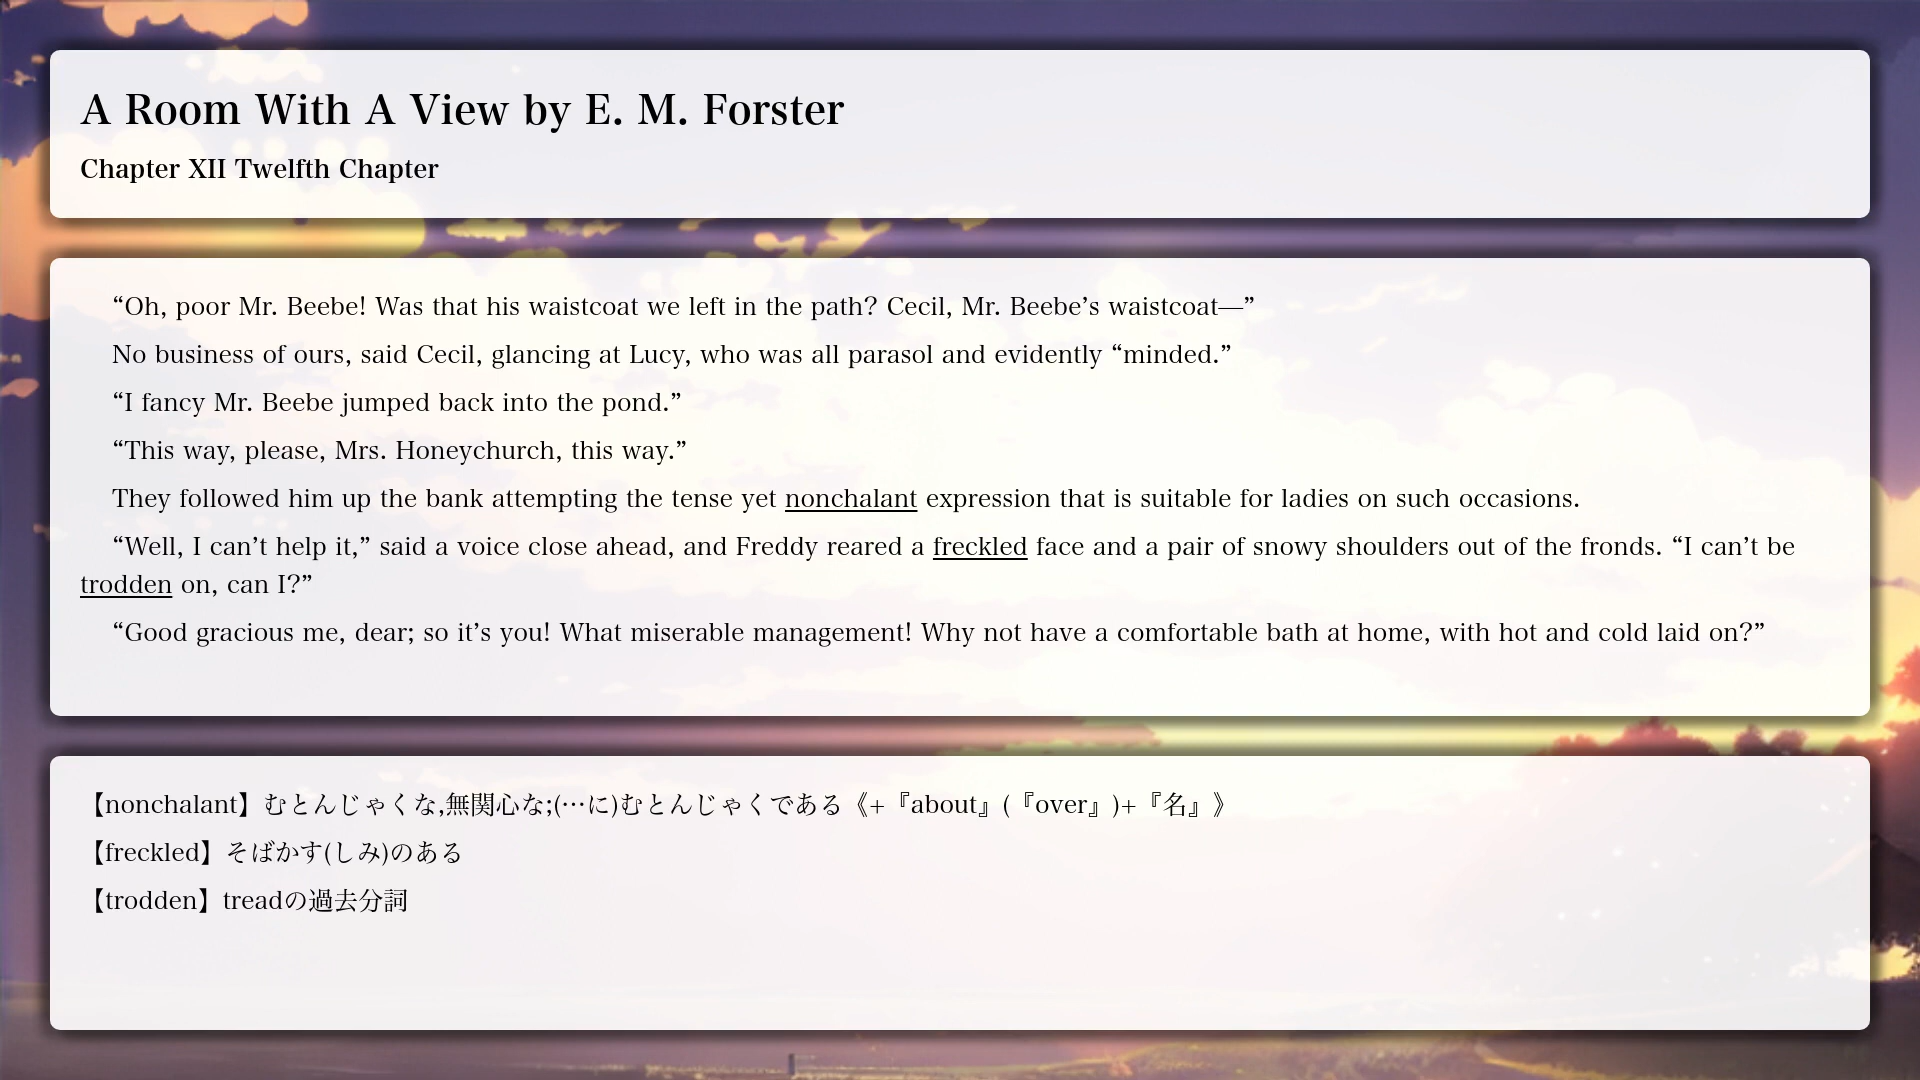 A Room With A View by E. M. Forster
Chapter XII Twelfth Chapter
“Oh, poor Mr. Beebe! Was that his waistcoat we left in the path? Cecil, Mr. Beebe’s waistcoat—”
No business of ours, said Cecil, glancing at Lucy, who was all parasol and evidently “minded.”
“I fancy Mr. Beebe jumped back into the pond.”
“This way, please, Mrs. Honeychurch, this way.”
They followed him up the bank attempting the tense yet nonchalant expression that is suitable for ladies on such occasions.
“Well, I can’t help it,” said a voice close ahead, and Freddy reared a freckled face and a pair of snowy shoulders out of the fronds. “I can’t be
trodden on, can I?”
“Good gracious me, dear; so it’s you! What miserable management! Why not have a comfortable bath at home, with hot and cold laid on?”
【nonchalant】むとんじゃくな,無関心な;(…に)むとんじゃくである《+『about』(『over』)+『名』》
【freckled】そばかす(しみ)のある
【trodden】treadの過去分詞